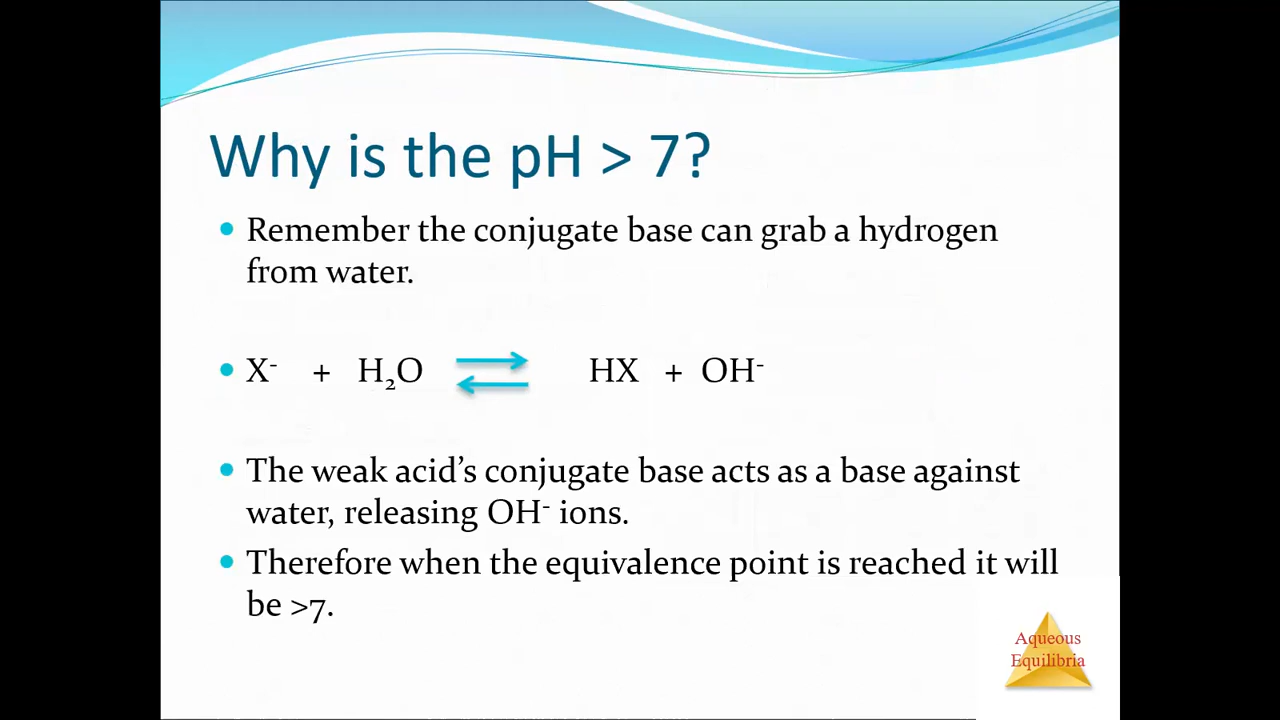 Why is the pH > 7?
• Remember the conjugate base can grab a hydrogen
from water.
• X⁻ + H₂O ⇌ HX + OH⁻
• The weak acid's conjugate base acts as a base against
water, releasing OH⁻ ions.
• Therefore when the equivalence point is reached it will
be >7.
Aqueous
Equilibria